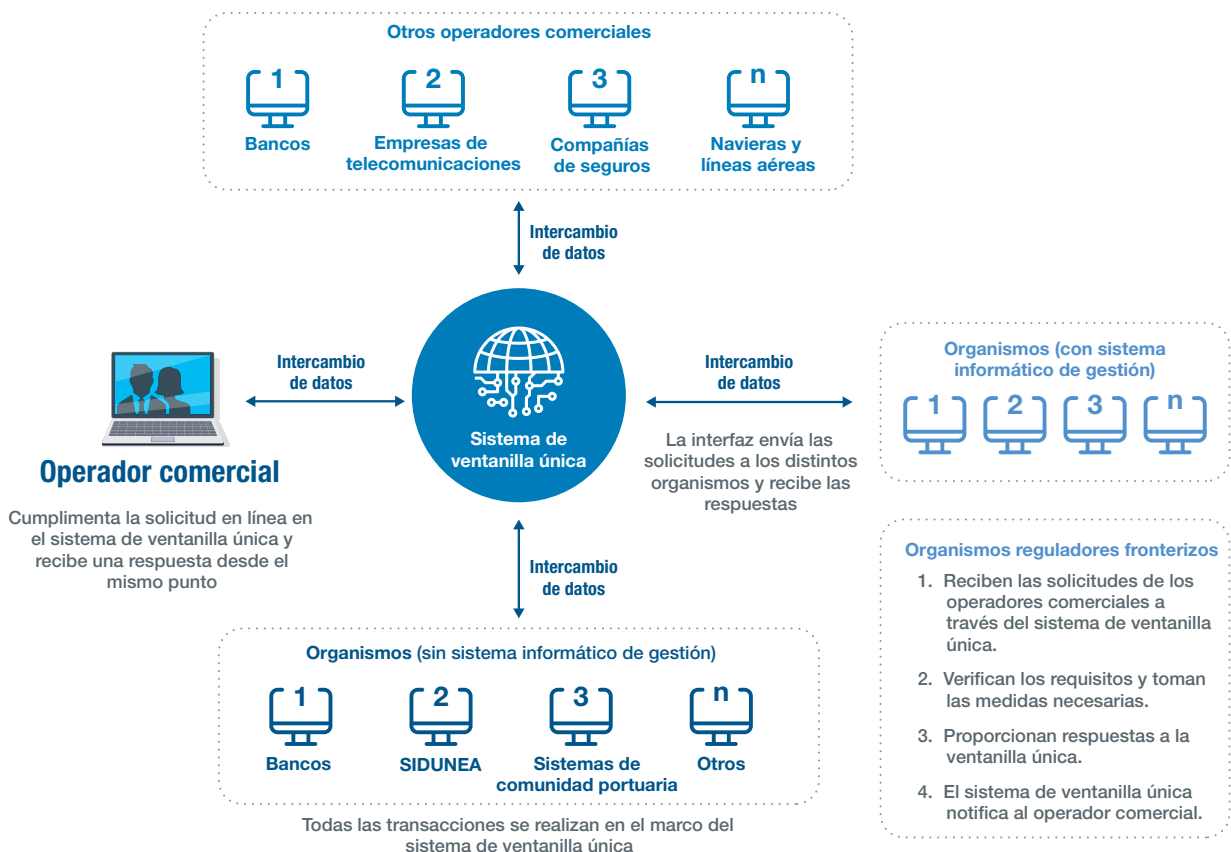 Otros operadores comerciales
1
2
3
n
Bancos
Empresas de
telecomunicaciones
Compañías
de seguros
Navieras y
líneas aéreas
Intercambio
de datos
Intercambio
de datos
Sistema de
ventanilla única
Intercambio
de datos
La interfaz envía las
solicitudes a los distintos
organismos y recibe las
respuestas
Organismos (con sistema
informático de gestión)
1
2
3
n
Operador comercial
Cumplimenta la solicitud en línea en
el sistema de ventanilla única y
recibe una respuesta desde el
mismo punto
Intercambio
de datos
Organismos (sin sistema informático de gestión)
1
2
3
n
Bancos
SIDUNEA
Sistemas de
comunidad portuaria
Otros
Todas las transacciones se realizan en el marco del
sistema de ventanilla única
Organismos reguladores fronterizos
1. Reciben las solicitudes de los
operadores comerciales a
través del sistema de ventanilla
única.
2. Verifican los requisitos y toman
las medidas necesarias.
3. Proporcionan respuestas a la
ventanilla única.
4. El sistema de ventanilla única
notifica al operador comercial.